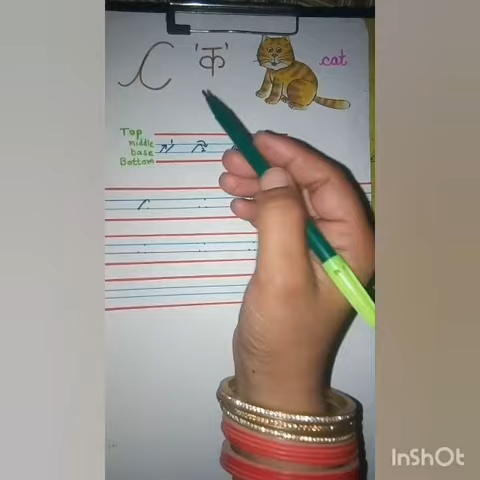 C 'क' cat
Top
middle
base
Bottom
InShOt